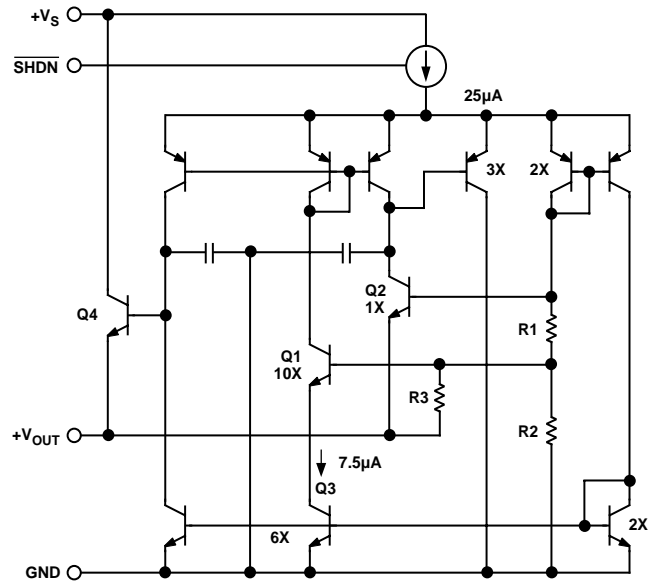 +VS
SHDN
25µA
3X
2X
Q2
1X
Q4
R1
Q1
10X
R3
R2
+VOUT
7.5µA
Q3
6X
2X
GND